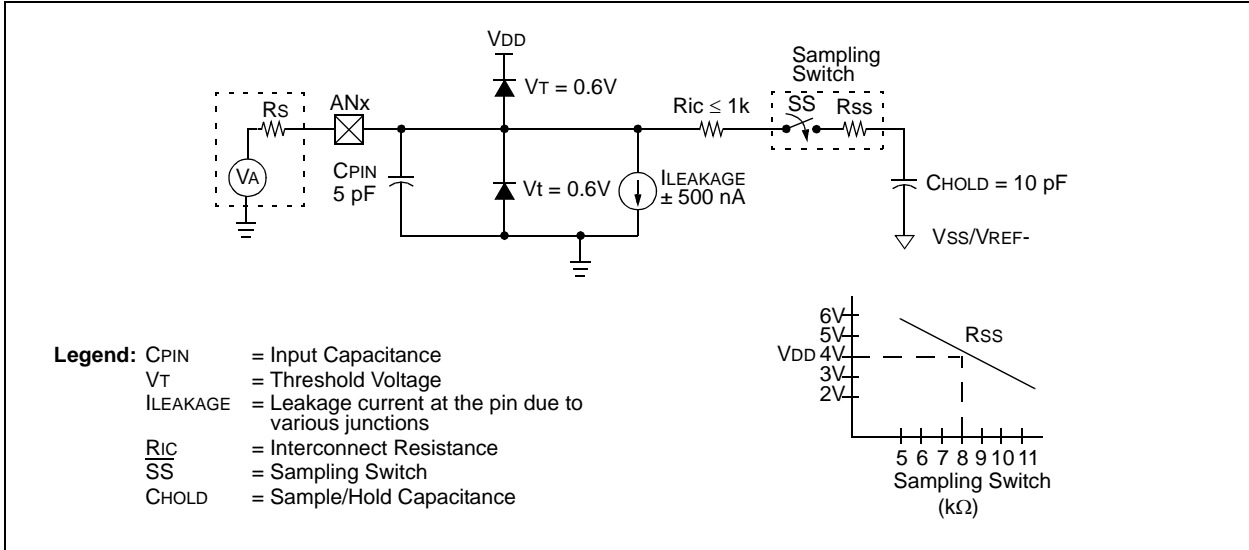 VDD
Sampling
Switch
VT = 0.6V
RS
ANx
Ric ≤ 1k
SS
RSS
VA
CPIN
5 pF
Vt = 0.6V
ILEAKAGE
± 500 nA
CHOLD = 10 pF
VSS/VREF-
6V
5V
VDD 4V
3V
2V
RSS
5 6 7 8 9 10 11
Sampling Switch
(kΩ)
Legend: CPIN = Input Capacitance
VT = Threshold Voltage
ILEAKAGE = Leakage current at the pin due to
various junctions
RIC = Interconnect Resistance
SS = Sampling Switch
CHOLD = Sample/Hold Capacitance